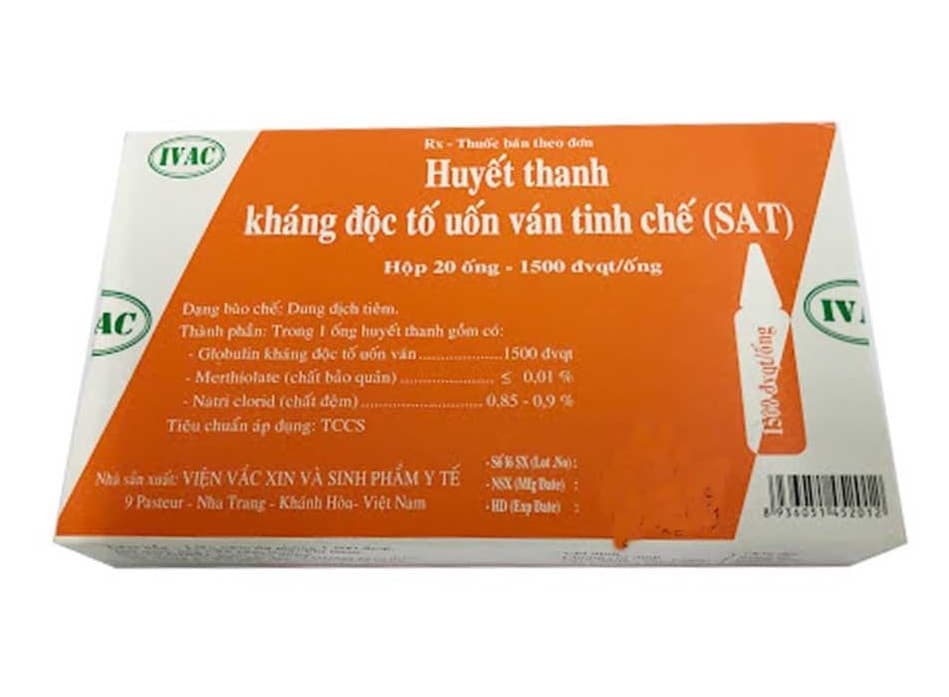 IVAC
Rx - Thuốc bán theo đơn
Huyết thanh
kháng độc tố uốn ván tinh chế (SAT)
Hộp 20 ống - 1500 đvqt/ống
Dạng bào chế: Dung dịch tiêm.
Thành phần: Trong 1 ống huyết thanh gồm có:
- Globulin kháng độc tố uốn ván .................. 1500 đvqt
- Merthiolate (chất bảo quản) .................. ≤ 0,01 %
- Natri clorid (chất đệm) .................. 0,85 - 0,9 %
Tiêu chuẩn áp dụng: TCCS
Nhà sản xuất: VIỆN VẮC XIN VÀ SINH PHẨM Y TẾ
9 Pasteur - Nha Trang - Khánh Hòa- Việt Nam
- Số lô SX (Lot .No) :
- NSX (Mfg Date) :
- HD (Exp Date) :
1500 đvqt/ống
AC
IVA
8 936051 452012